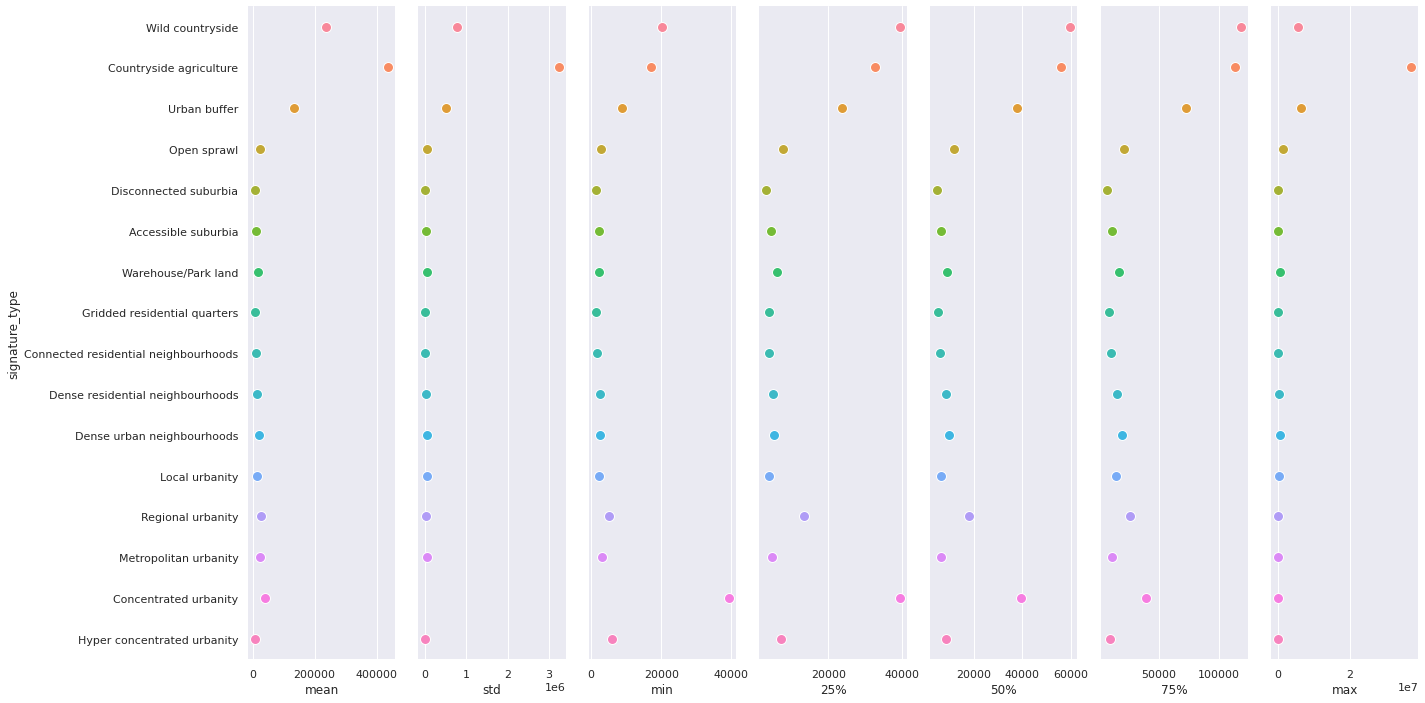 signature_type
Wild countryside
Countryside agriculture
Urban buffer
Open sprawl
Disconnected suburbia
Accessible suburbia
Warehouse/Park land
Gridded residential quarters
Connected residential neighbourhoods
Dense residential neighbourhoods
Dense urban neighbourhoods
Local urbanity
Regional urbanity
Metropolitan urbanity
Concentrated urbanity
Hyper concentrated urbanity
0 200000 400000
mean
0 1 2 3
1e6
std
0 20000 40000
min
20000 40000
25%
20000 40000 60000
50%
50000 100000
75%
0 2
1e7
max